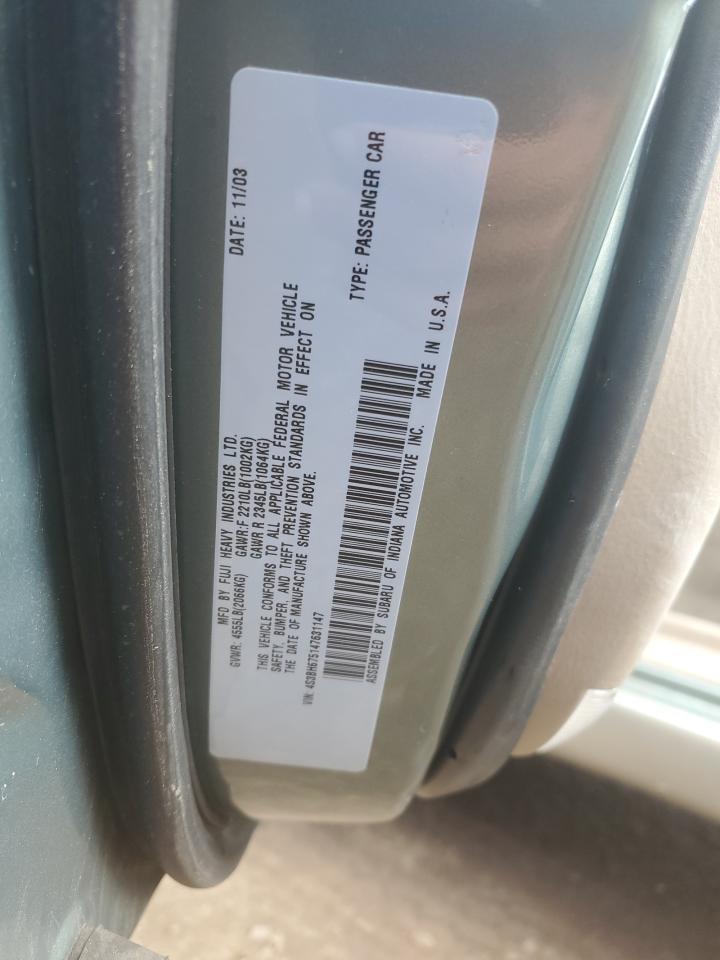 MFD BY FUJI HEAVY INDUSTRIES LTD. DATE: 11/03
GVWR: 4555LB(2066KG) GAWR:F 2210LB(1002KG)
GAWR R 2345LB(1064KG)
THIS VEHICLE CONFORMS TO ALL APPLICABLE FEDERAL MOTOR VEHICLE
SAFETY, BUMPER, AND THEFT PREVENTION STANDARDS IN EFFECT ON
THE DATE OF MANUFACTURE SHOWN ABOVE.
VIN: 4S3BH675147631147 TYPE: PASSENGER CAR
ASSEMBLED BY SUBARU OF INDIANA AUTOMOTIVE INC. MADE IN U.S.A.